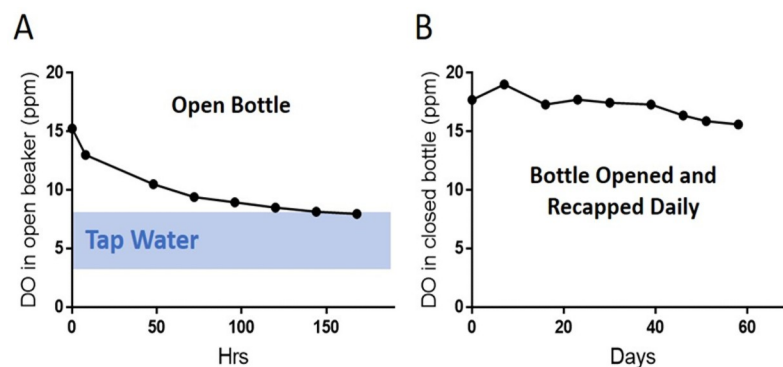 A
DO in open beaker (ppm)
20
15
10
5
0
Open Bottle
Tap Water
0
50
100
150
Hrs
B
DO in closed bottle (ppm)
20
15
10
5
0
Bottle Opened and
Recapped Daily
0
20
40
60
Days